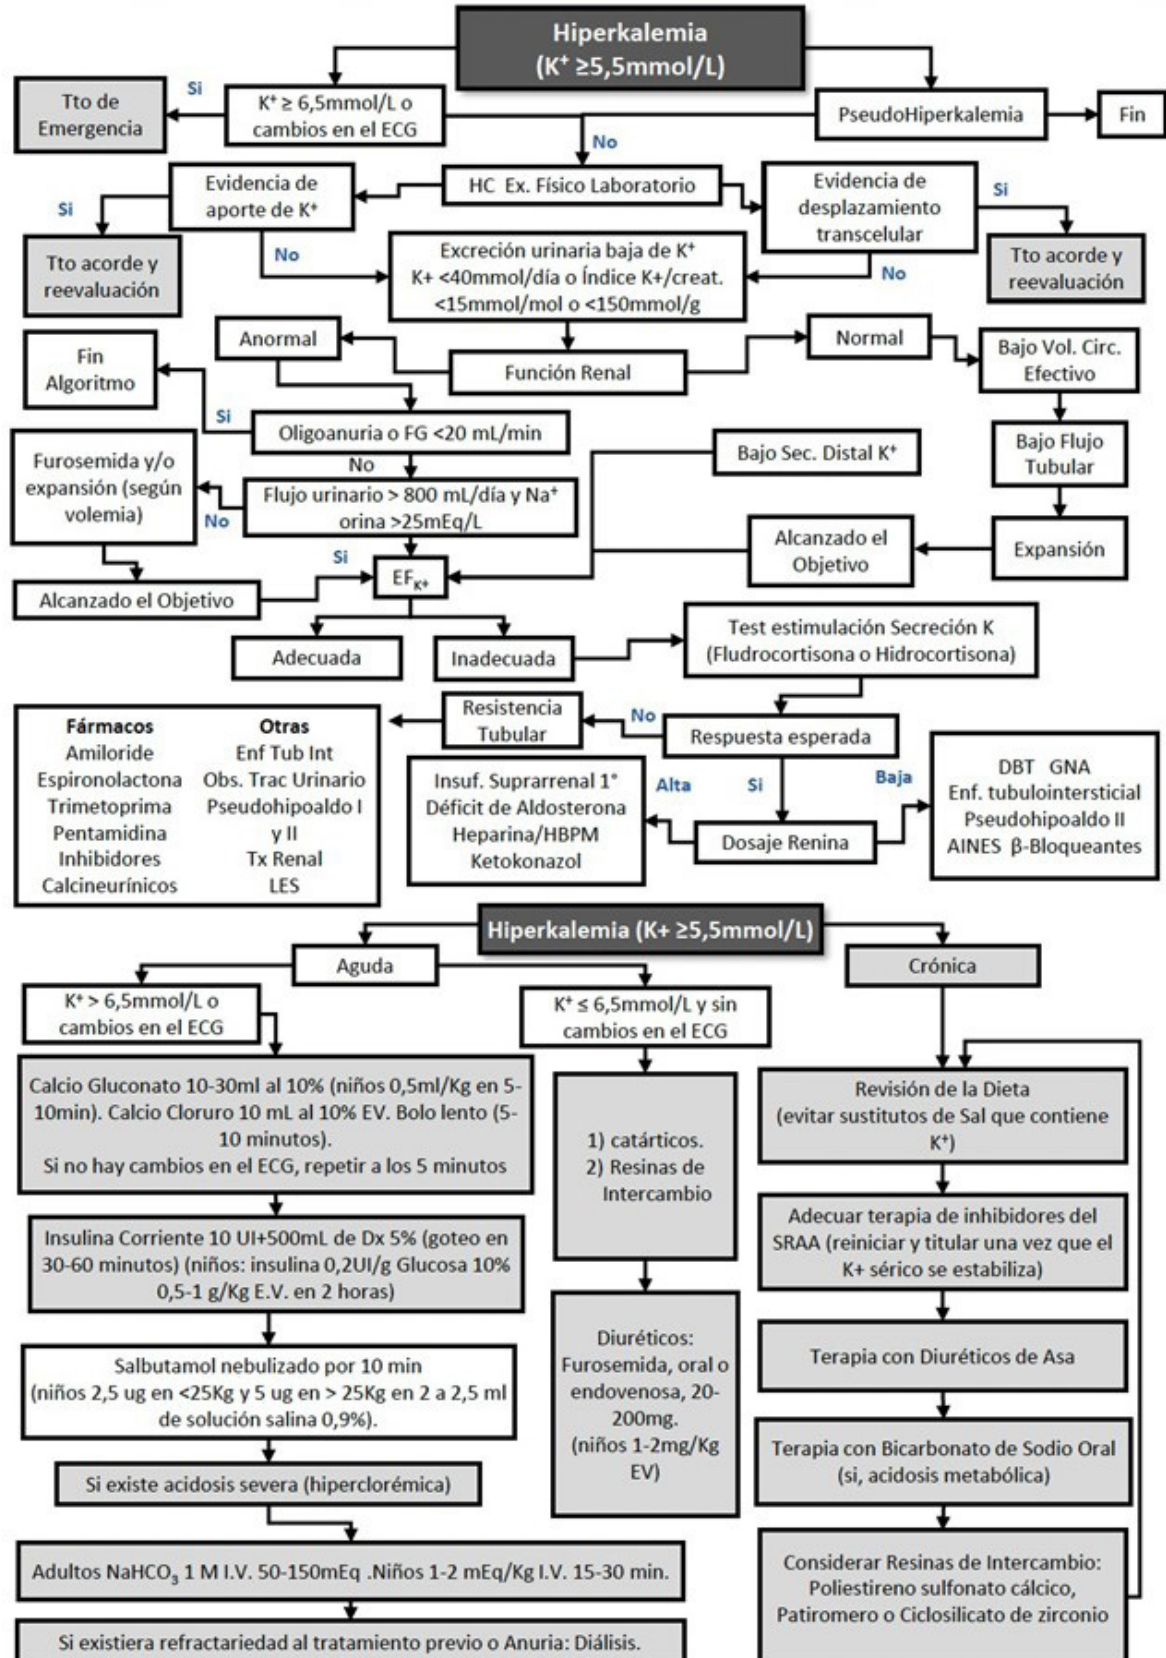 Hiperkalemia
(K⁺ ≥5,5mmol/L)
Tto de
Emergencia
Si
K⁺ ≥ 6,5mmol/L o
cambios en el ECG
PseudoHiperkalemia
Fin
No
Evidencia de
aporte de K⁺
HC Ex. Físico Laboratorio
Evidencia de
desplazamiento
transcelular
Si
Si
Tto acorde y
reevaluación
No
Excreción urinaria baja de K⁺
K+ <40mmol/día o Índice K+/creat.
<15mmol/mol o <150mmol/g
No
Tto acorde y
reevaluación
Anormal
Normal
Fin
Algoritmo
Función Renal
Bajo Vol. Circ.
Efectivo
Si
Oligoanuria o FG <20 mL/min
Bajo Sec. Distal K⁺
Bajo Flujo
Tubular
Furosemida y/o
expansión (según
volemia)
No
Flujo urinario > 800 mL/día y Na⁺
orina >25mEq/L
No
Alcanzado el
Objetivo
Expansión
Si
EFK⁺
Alcanzado el Objetivo
Adecuada
Inadecuada
Test estimulación Secreción K
(Fludrocortisona o Hidrocortisona)
Fármacos Otras
Amiloride Enf Tub Int
Espironolactona Obs. Trac Urinario
Trimetoprima Pseudohipoaldo I
Pentamidina y II
Inhibidores Tx Renal
Calcineurínicos LES
Resistencia
Tubular
No
Respuesta esperada
Insuf. Suprarrenal 1°
Déficit de Aldosterona
Heparina/HBPM
Ketokonazol
Alta
Si
Baja
Dosaje Renina
DBT GNA
Enf. tubulointersticial
Pseudohipoaldo II
AINES β-Bloqueantes
Hiperkalemia (K+ ≥5,5mmol/L)
Aguda
Crónica
K⁺ > 6,5mmol/L o
cambios en el ECG
K⁺ ≤ 6,5mmol/L y sin
cambios en el ECG
Calcio Gluconato 10-30ml al 10% (niños 0,5ml/Kg en 5-
10min). Calcio Cloruro 10 mL al 10% EV. Bolo lento (5-
10 minutos).
Si no hay cambios en el ECG, repetir a los 5 minutos
Insulina Corriente 10 UI+500mL de Dx 5% (goteo en
30-60 minutos) (niños: insulina 0,2UI/g Glucosa 10%
0,5-1 g/Kg E.V. en 2 horas)
Salbutamol nebulizado por 10 min
(niños 2,5 ug en <25Kg y 5 ug en > 25Kg en 2 a 2,5 ml
de solución salina 0,9%).
Si existe acidosis severa (hiperclorémica)
Adultos NaHCO₃ 1 M I.V. 50-150mEq .Niños 1-2 mEq/Kg I.V. 15-30 min.
Si existiera refractariedad al tratamiento previo o Anuria: Diálisis.
1) catárticos.
2) Resinas de
Intercambio
Diuréticos:
Furosemida, oral o
endovenosa, 20-
200mg.
(niños 1-2mg/Kg
EV)
Revisión de la Dieta
(evitar sustitutos de Sal que contiene
K⁺)
Adecuar terapia de inhibidores del
SRAA (reiniciar y titular una vez que el
K+ sérico se estabiliza)
Terapia con Diuréticos de Asa
Terapia con Bicarbonato de Sodio Oral
(si, acidosis metabólica)
Considerar Resinas de Intercambio:
Poliestireno sulfonato cálcico,
Patiromero o Ciclosilicato de zirconio